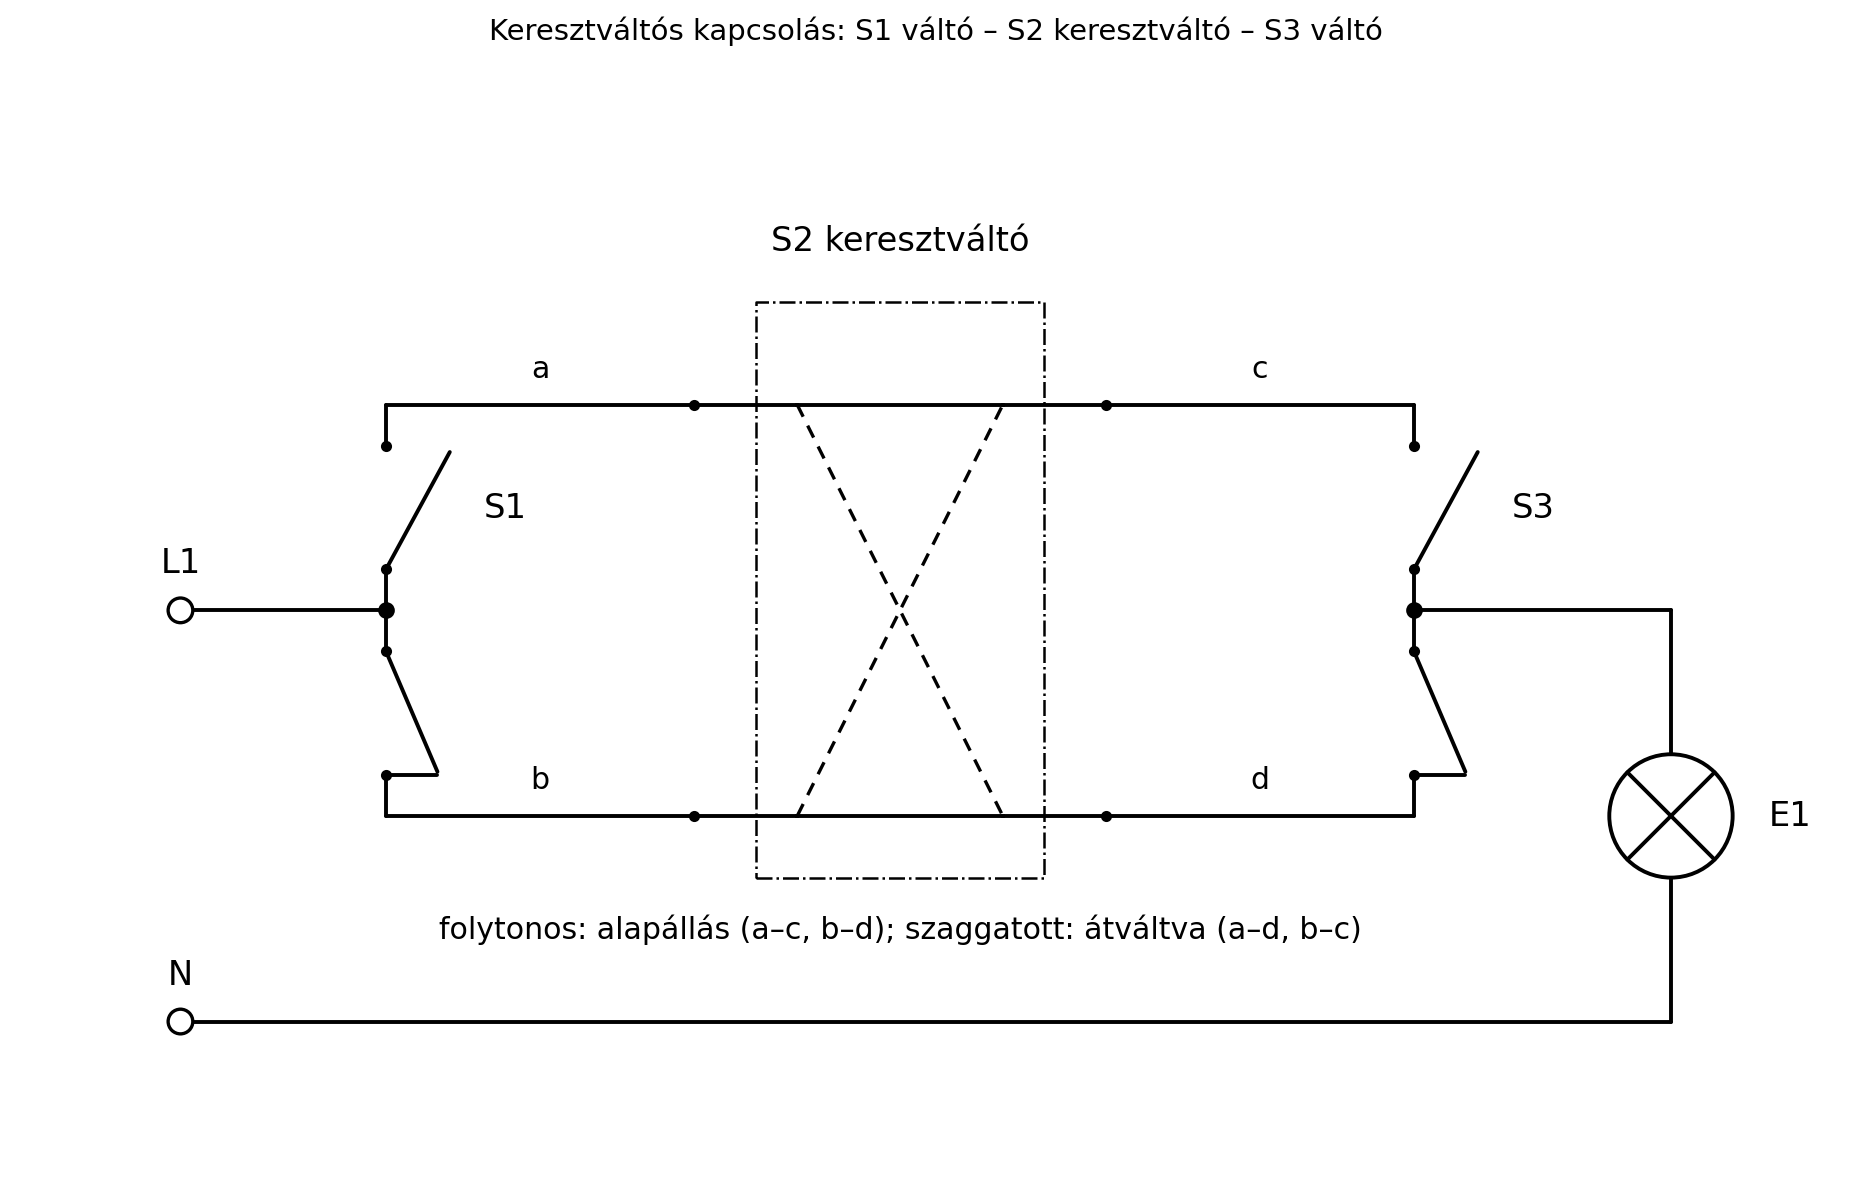 Keresztváltós kapcsolás: S1 váltó – S2 keresztváltó – S3 váltó
S2 keresztváltó
a
c
S1
S3
L1
b
d
E1
folytonos: alapállás (a–c, b–d); szaggatott: átváltva (a–d, b–c)
N